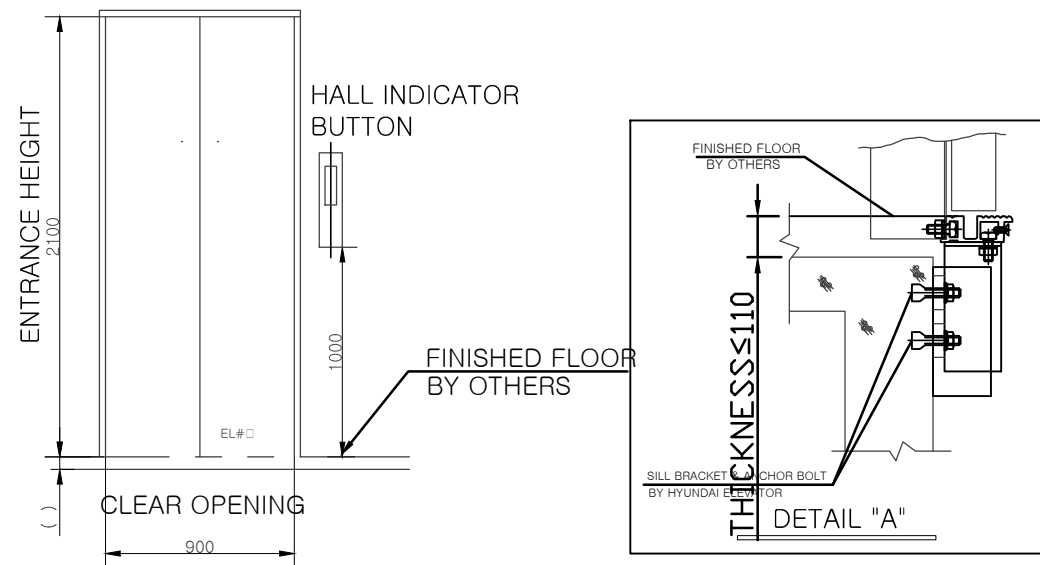 HALL INDICATOR
BUTTON
ENTRANCE HEIGHT
2100
1000
FINISHED FLOOR
BY OTHERS
EL#□
CLEAR OPENING
( )
900
FINISHED FLOOR
BY OTHERS
THICKNESS≤110
SILL BRACKET & ANCHOR BOLT
BY HYUNDAI ELEVATOR
DETAIL "A"